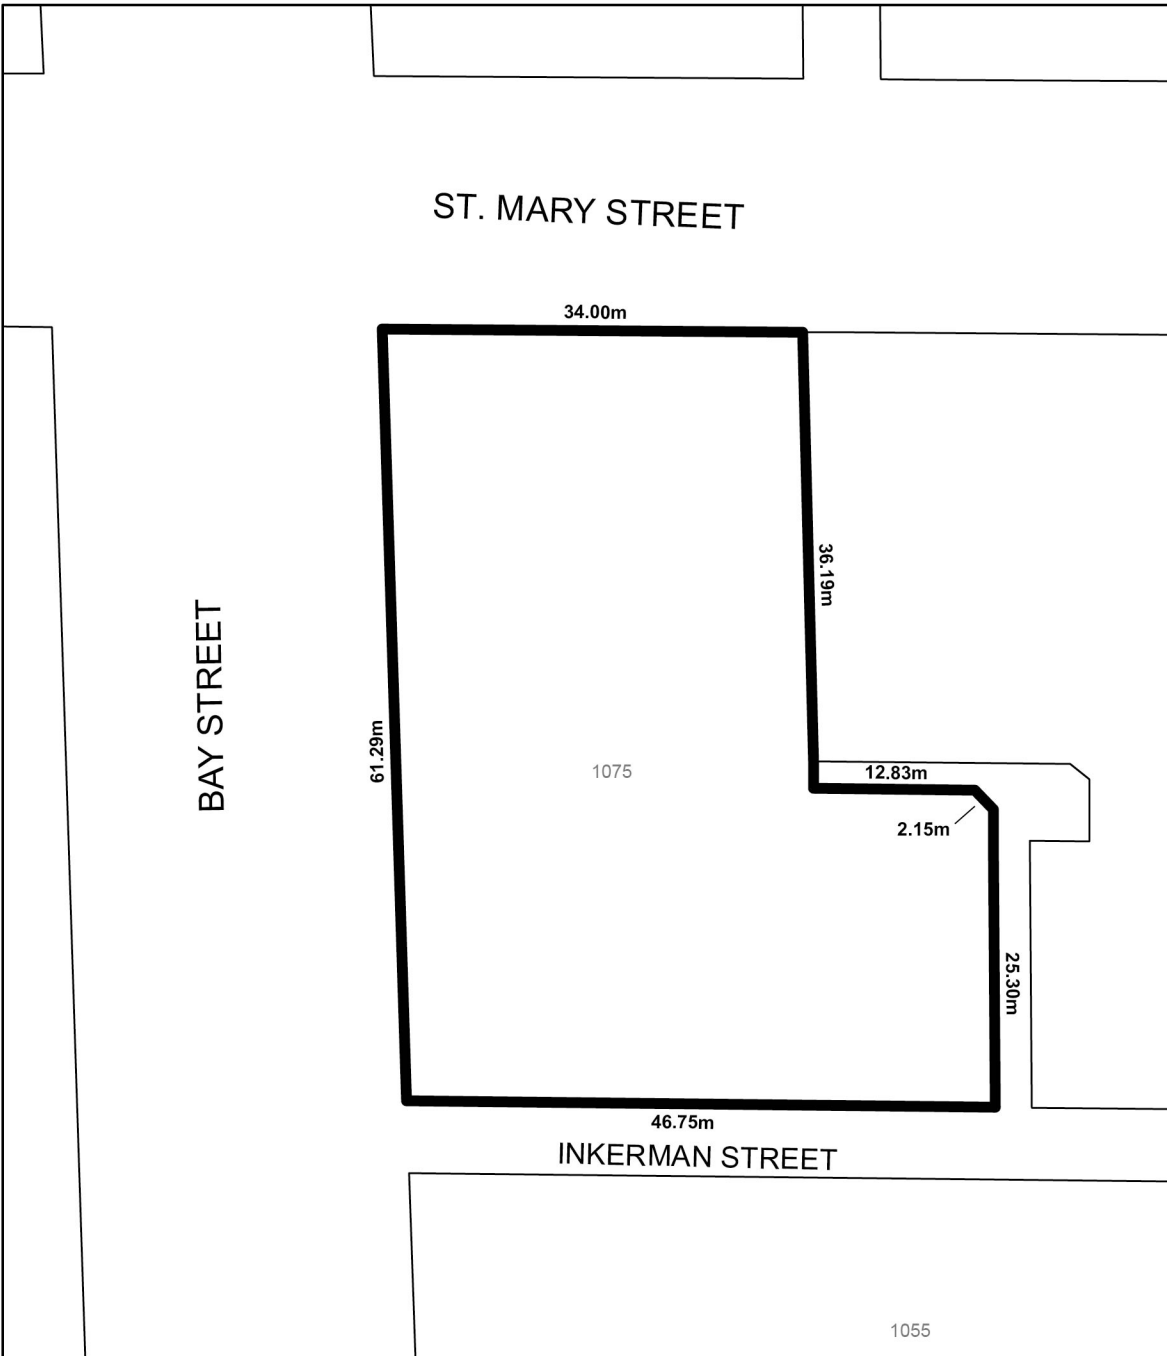 ST. MARY STREET
34.00m
36.19m
BAY STREET
61.29m
1075
12.83m
2.15m
25.30m
46.75m
INKERMAN STREET
1055